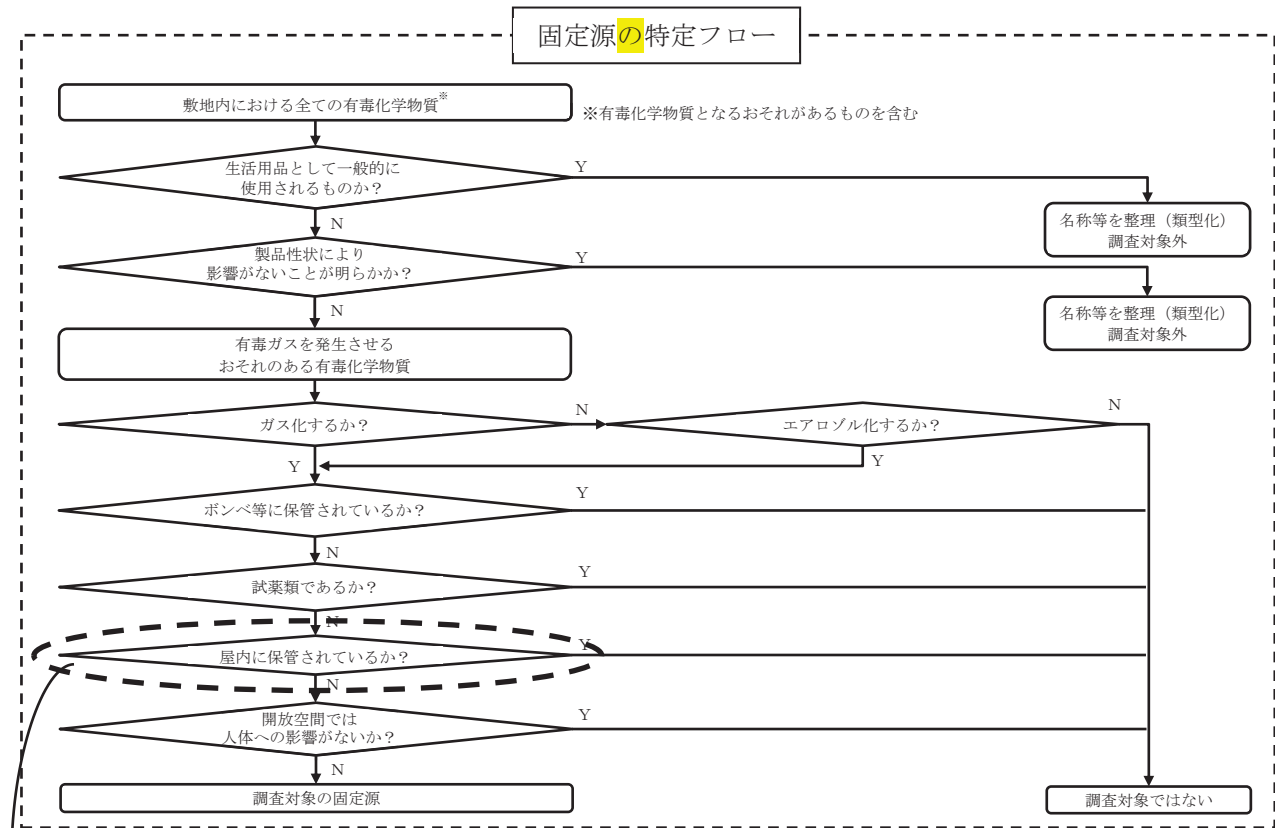 固定源の特定フロー
敷地内における全ての有毒化学物質※
※有毒化学物質となるおそれがあるものを含む
生活用品として一般的に
使用されるものか？
Y
N
名称等を整理（類型化）
調査対象外
製品性状により
影響がないことが明らかか？
Y
N
名称等を整理（類型化）
調査対象外
有毒ガスを発生させる
おそれのある有毒化学物質
ガス化するか？
N
エアロゾル化するか？
N
Y
Y
ボンベ等に保管されているか？
Y
N
試薬類であるか？
Y
N
屋内に保管されているか？
Y
N
開放空間では
人体への影響がないか？
Y
N
調査対象の固定源
調査対象ではない